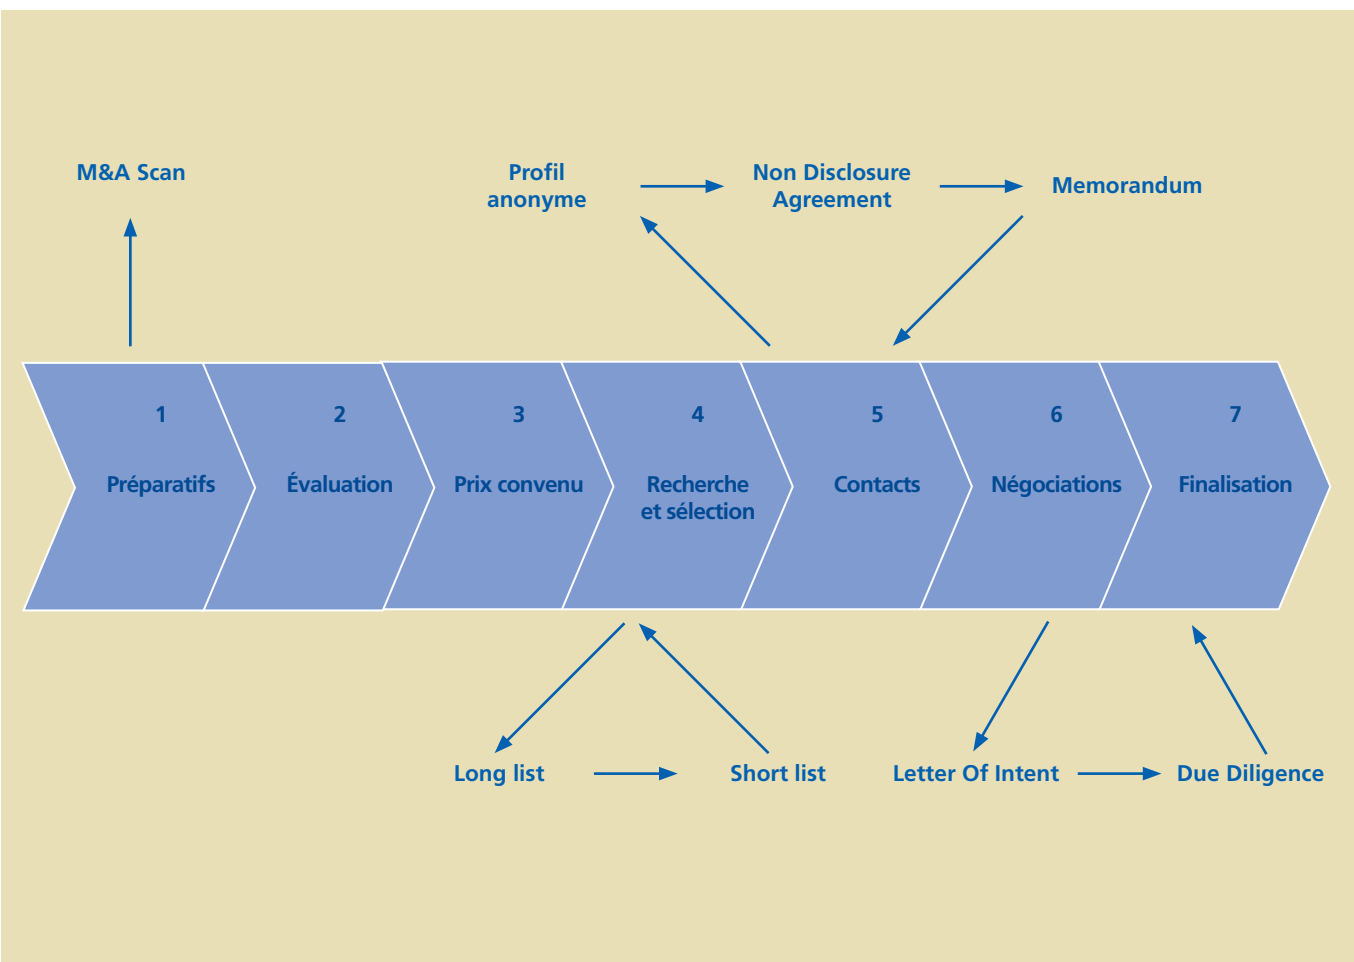 M&A Scan
Profil
anonyme
Non Disclosure
Agreement
Memorandum
1
Préparatifs
2
Évaluation
3
Prix convenu
4
Recherche
et sélection
5
Contacts
6
Négociations
7
Finalisation
Long list
Short list
Letter Of Intent
Due Diligence